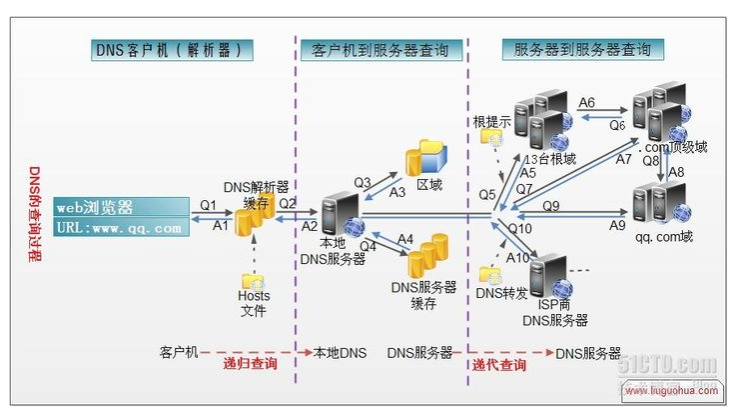 DNS客户机（解析器）
客户机到服务器查询
服务器到服务器查询
DNS的查询过程
web浏览器
URL:www.qq.com
Q1
A1
DNS解析器
缓存
Hosts
文件
Q2
A2
本地
DNS服务器
Q3
A3
区域
Q4
A4
DNS服务器
缓存
根提示
13台根域
Q5
A5
A6
Q6
.com顶级域
Q7
A7
Q8
A8
Q9
A9
qq.com域
Q10
A10
DNS转发
ISP商
DNS服务器
客户机
递归查询
本地DNS
DNS服务器
递代查询
DNS服务器
51CTO.com
www.liuguohua.com